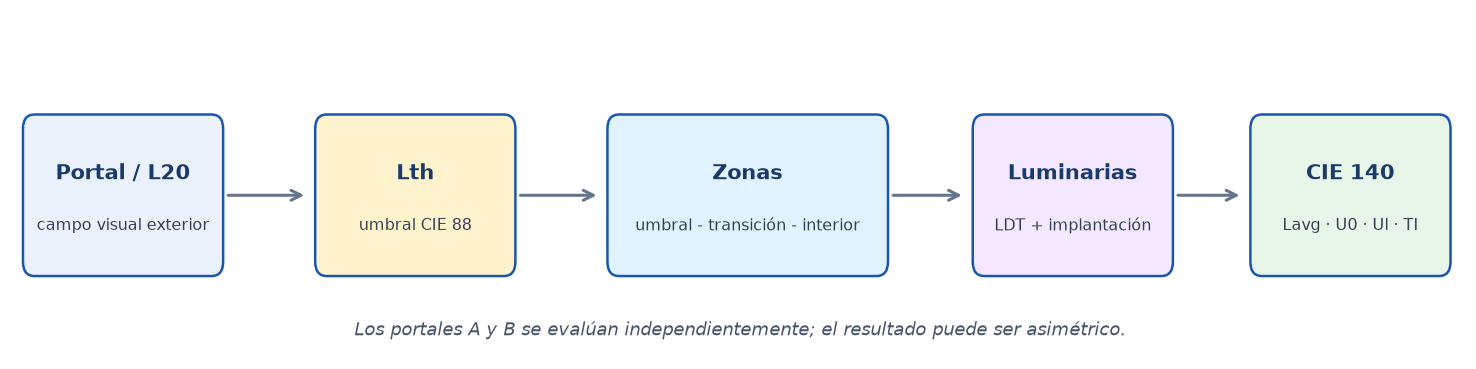 Portal / L20
campo visual exterior
Lth
umbral CIE 88
Zonas
umbral - transición - interior
Luminarias
LDT + implantación
CIE 140
Lavg · U0 · UI · TI
Los portales A y B se evalúan independientemente; el resultado puede ser asimétrico.